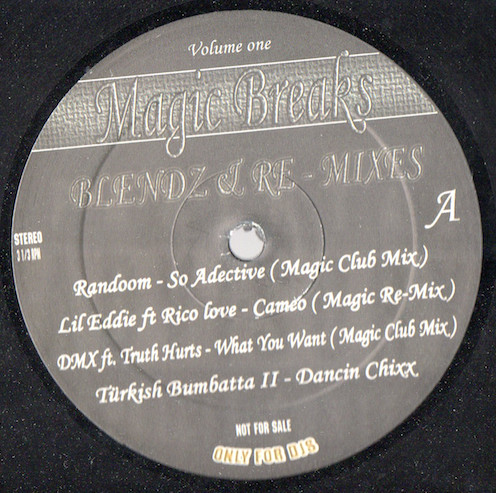 Volume one
Magic Breaks
BLENDZ & RE - MIXES
A
STEREO
3 1/3 RPM
Randoom - So Adective ( Magic Club Mix )
Lil Eddie ft Rico love - Cameo ( Magic Re-Mix )
DMX ft. Truth Hurts - What You Want ( Magic Club Mix )
Türkish Bumbatta II - Dancin Chixx
NOT FOR SALE
ONLY FOR DJS